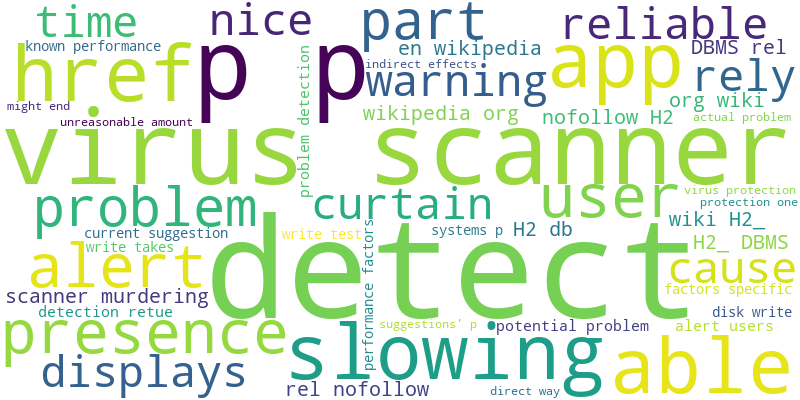 time
nice
part
reliable
known performance
en wikipedia
DBMS rel
href
p p
indirect effects
warning
app
rely
might end
problem detection
wikipedia org
org wiki
unreasonable amount
nofollow H2
actual problem
virus scanner
problem
curtain
user
virus protection
protection one
current suggestion
write takes
write test
systems p
H2 db
wiki H2_
H2_ DBMS
alert
detect
cause
scanner murdering
performance factors
factors specific
detection retue
disk write
presence
suggestions' p
potential problem
alert users
displays
slowing
able
rel nofollow
direct way